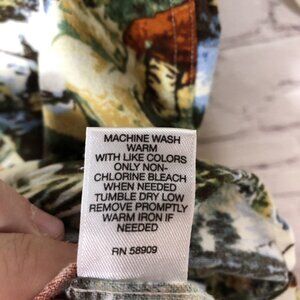 MACHINE WASH
WARM
WITH LIKE COLORS
ONLY NON-
CHLORINE BLEACH
WHEN NEEDED
TUMBLE DRY LOW
REMOVE PROMPTLY
WARM IRON IF
NEEDED
RN 58909